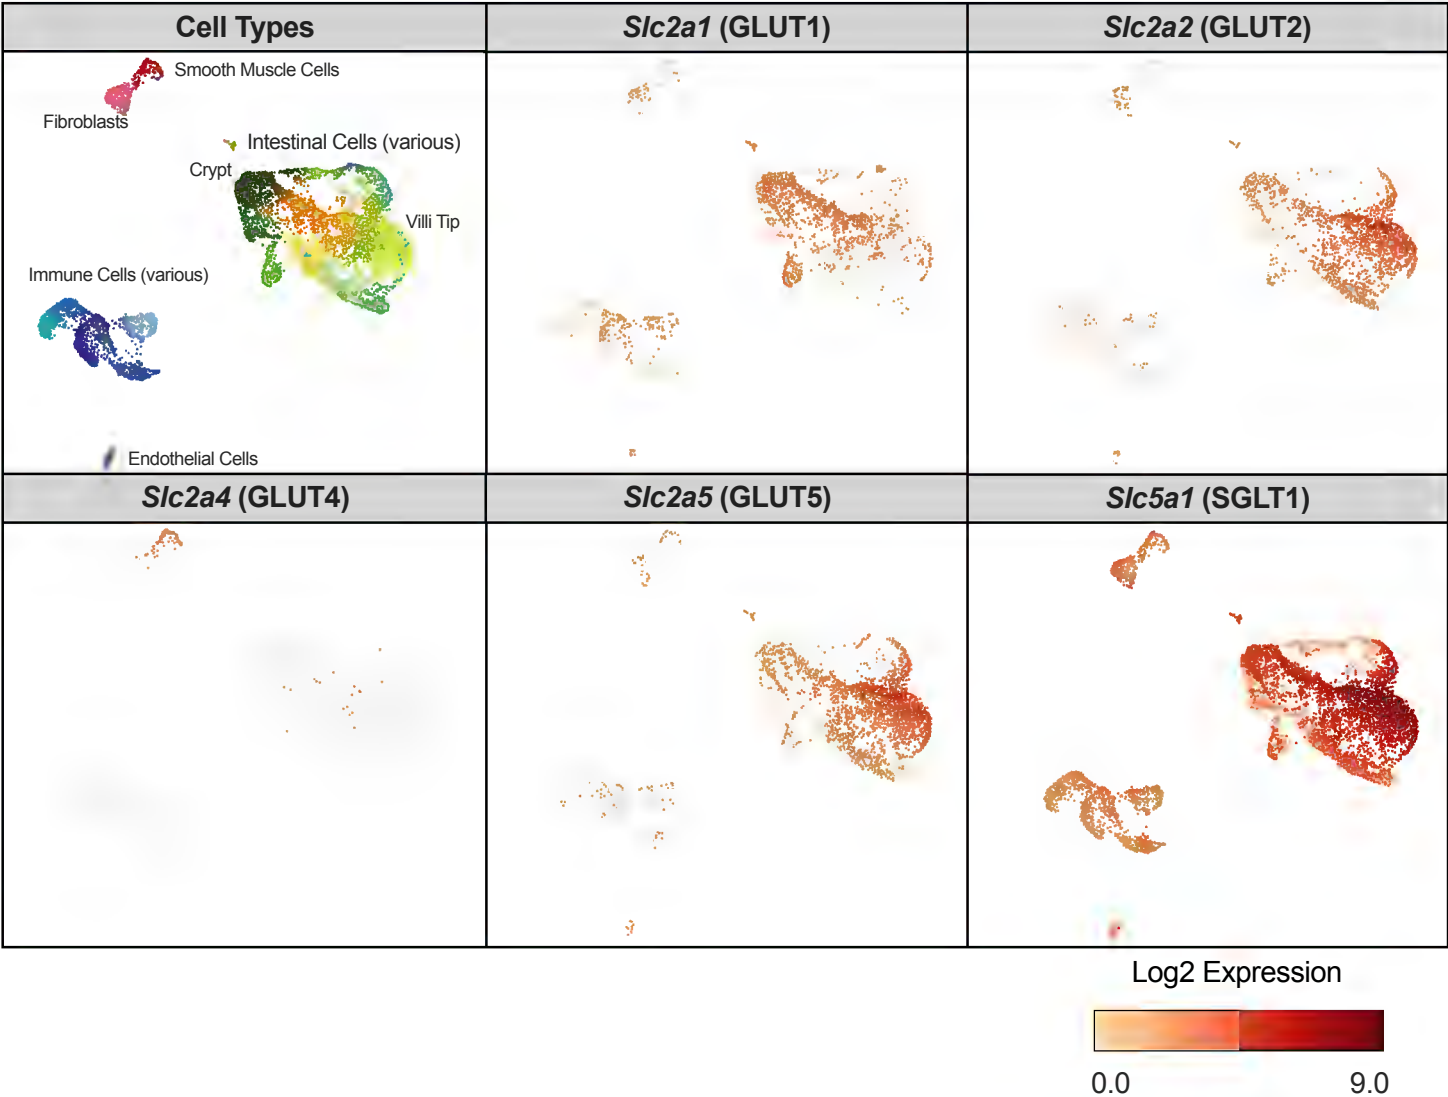 Cell Types
Slc2a1 (GLUT1)
Slc2a2 (GLUT2)
Smooth Muscle Cells
Fibroblasts
Intestinal Cells (various)
Crypt
Villi Tip
Immune Cells (various)
Endothelial Cells
Slc2a4 (GLUT4)
Slc2a5 (GLUT5)
Slc5a1 (SGLT1)
Log2 Expression
0.0 9.0